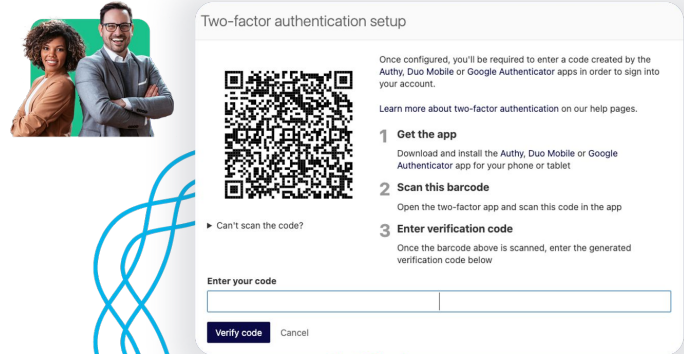 Two-factor authentication setup
Once configured, you'll be required to enter a code created by the
Authy, Duo Mobile or Google Authenticator apps in order to sign into
your account.
Learn more about two-factor authentication on our help pages.
1 Get the app
Download and install the Authy, Duo Mobile or Google
Authenticator app for your phone or tablet
2 Scan this barcode
Open the two-factor app and scan this code in the app
▶ Can't scan the code?
3 Enter verification code
Once the barcode above is scanned, enter the generated
verification code below
Enter your code
Verify code Cancel